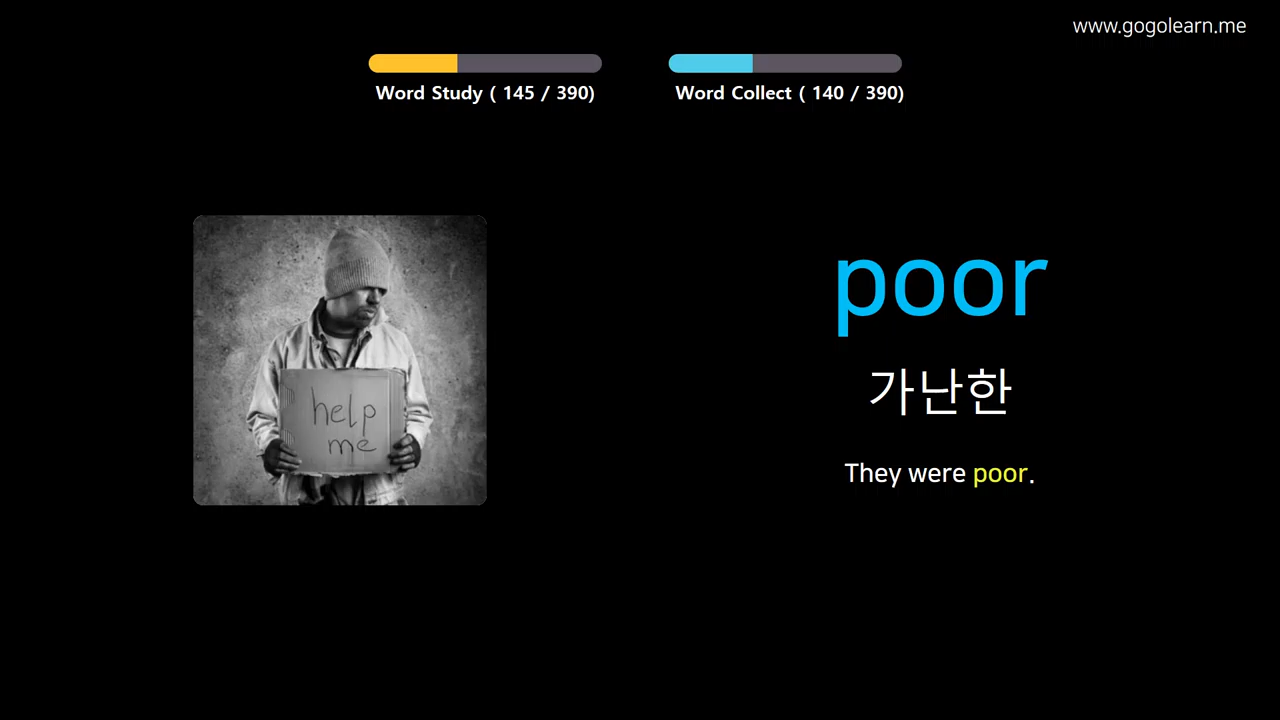 www.gogolearn.me
Word Study ( 145 / 390)
Word Collect ( 140 / 390)
help
me
poor
가난한
They were poor.